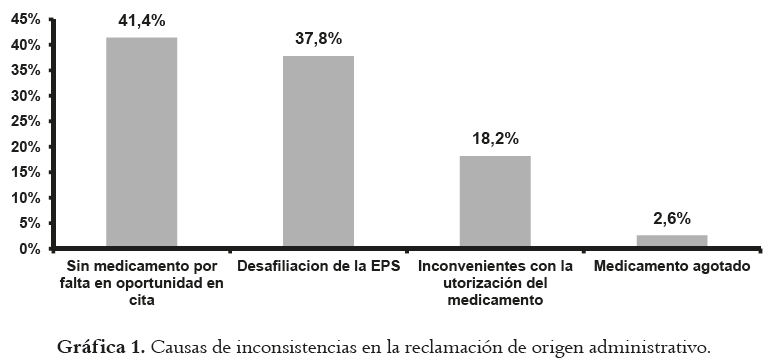 45%
40%
35%
30%
25%
20%
15%
10%
5%
0%
41,4%
37,8%
18,2%
2,6%
Sin medicamento por
falta en oportunidad en
cita
Desafiliacion de la EPS
Inconvenientes con la
utorización del
medicamento
Medicamento agotado
Gráfica 1. Causas de inconsistencias en la reclamación de origen administrativo.